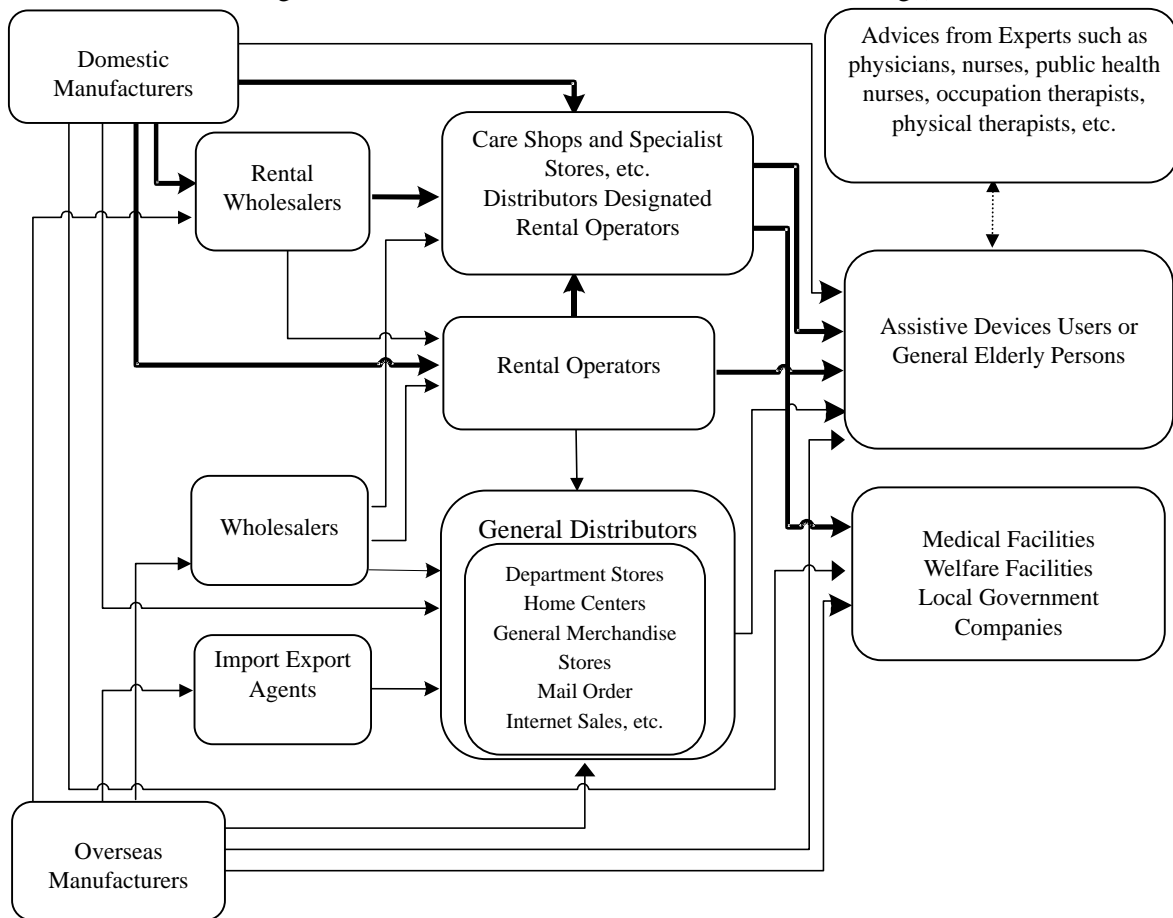 Domestic
Manufacturers
Advices from Experts such as
physicians, nurses, public health
nurses, occupation therapists,
physical therapists, etc.
Rental
Wholesalers
Care Shops and Specialist
Stores, etc.
Distributors Designated
Rental Operators
Assistive Devices Users or
General Elderly Persons
Rental Operators
Wholesalers
General Distributors
Department Stores
Home Centers
General Merchandise
Stores
Mail Order
Internet Sales, etc.
Medical Facilities
Welfare Facilities
Local Government
Companies
Import Export
Agents
Overseas
Manufacturers